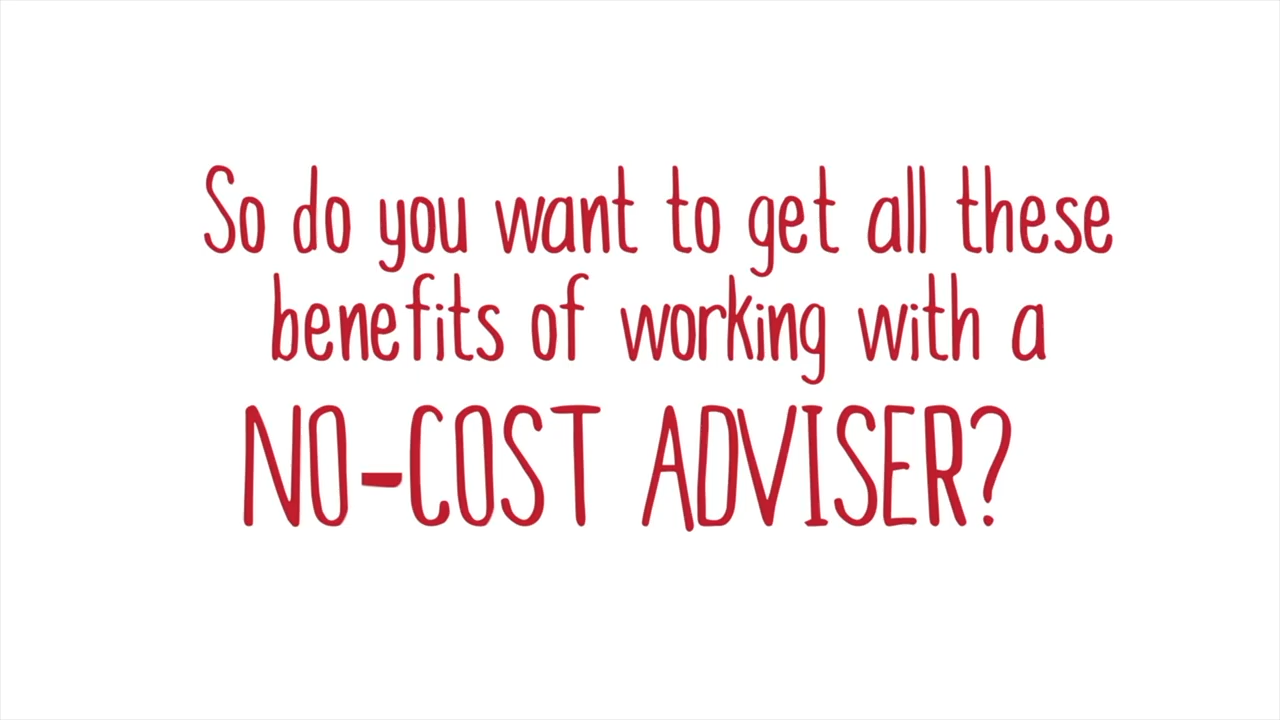 So do you want to get all these
benefits of working with a
NO-COST ADVISER?